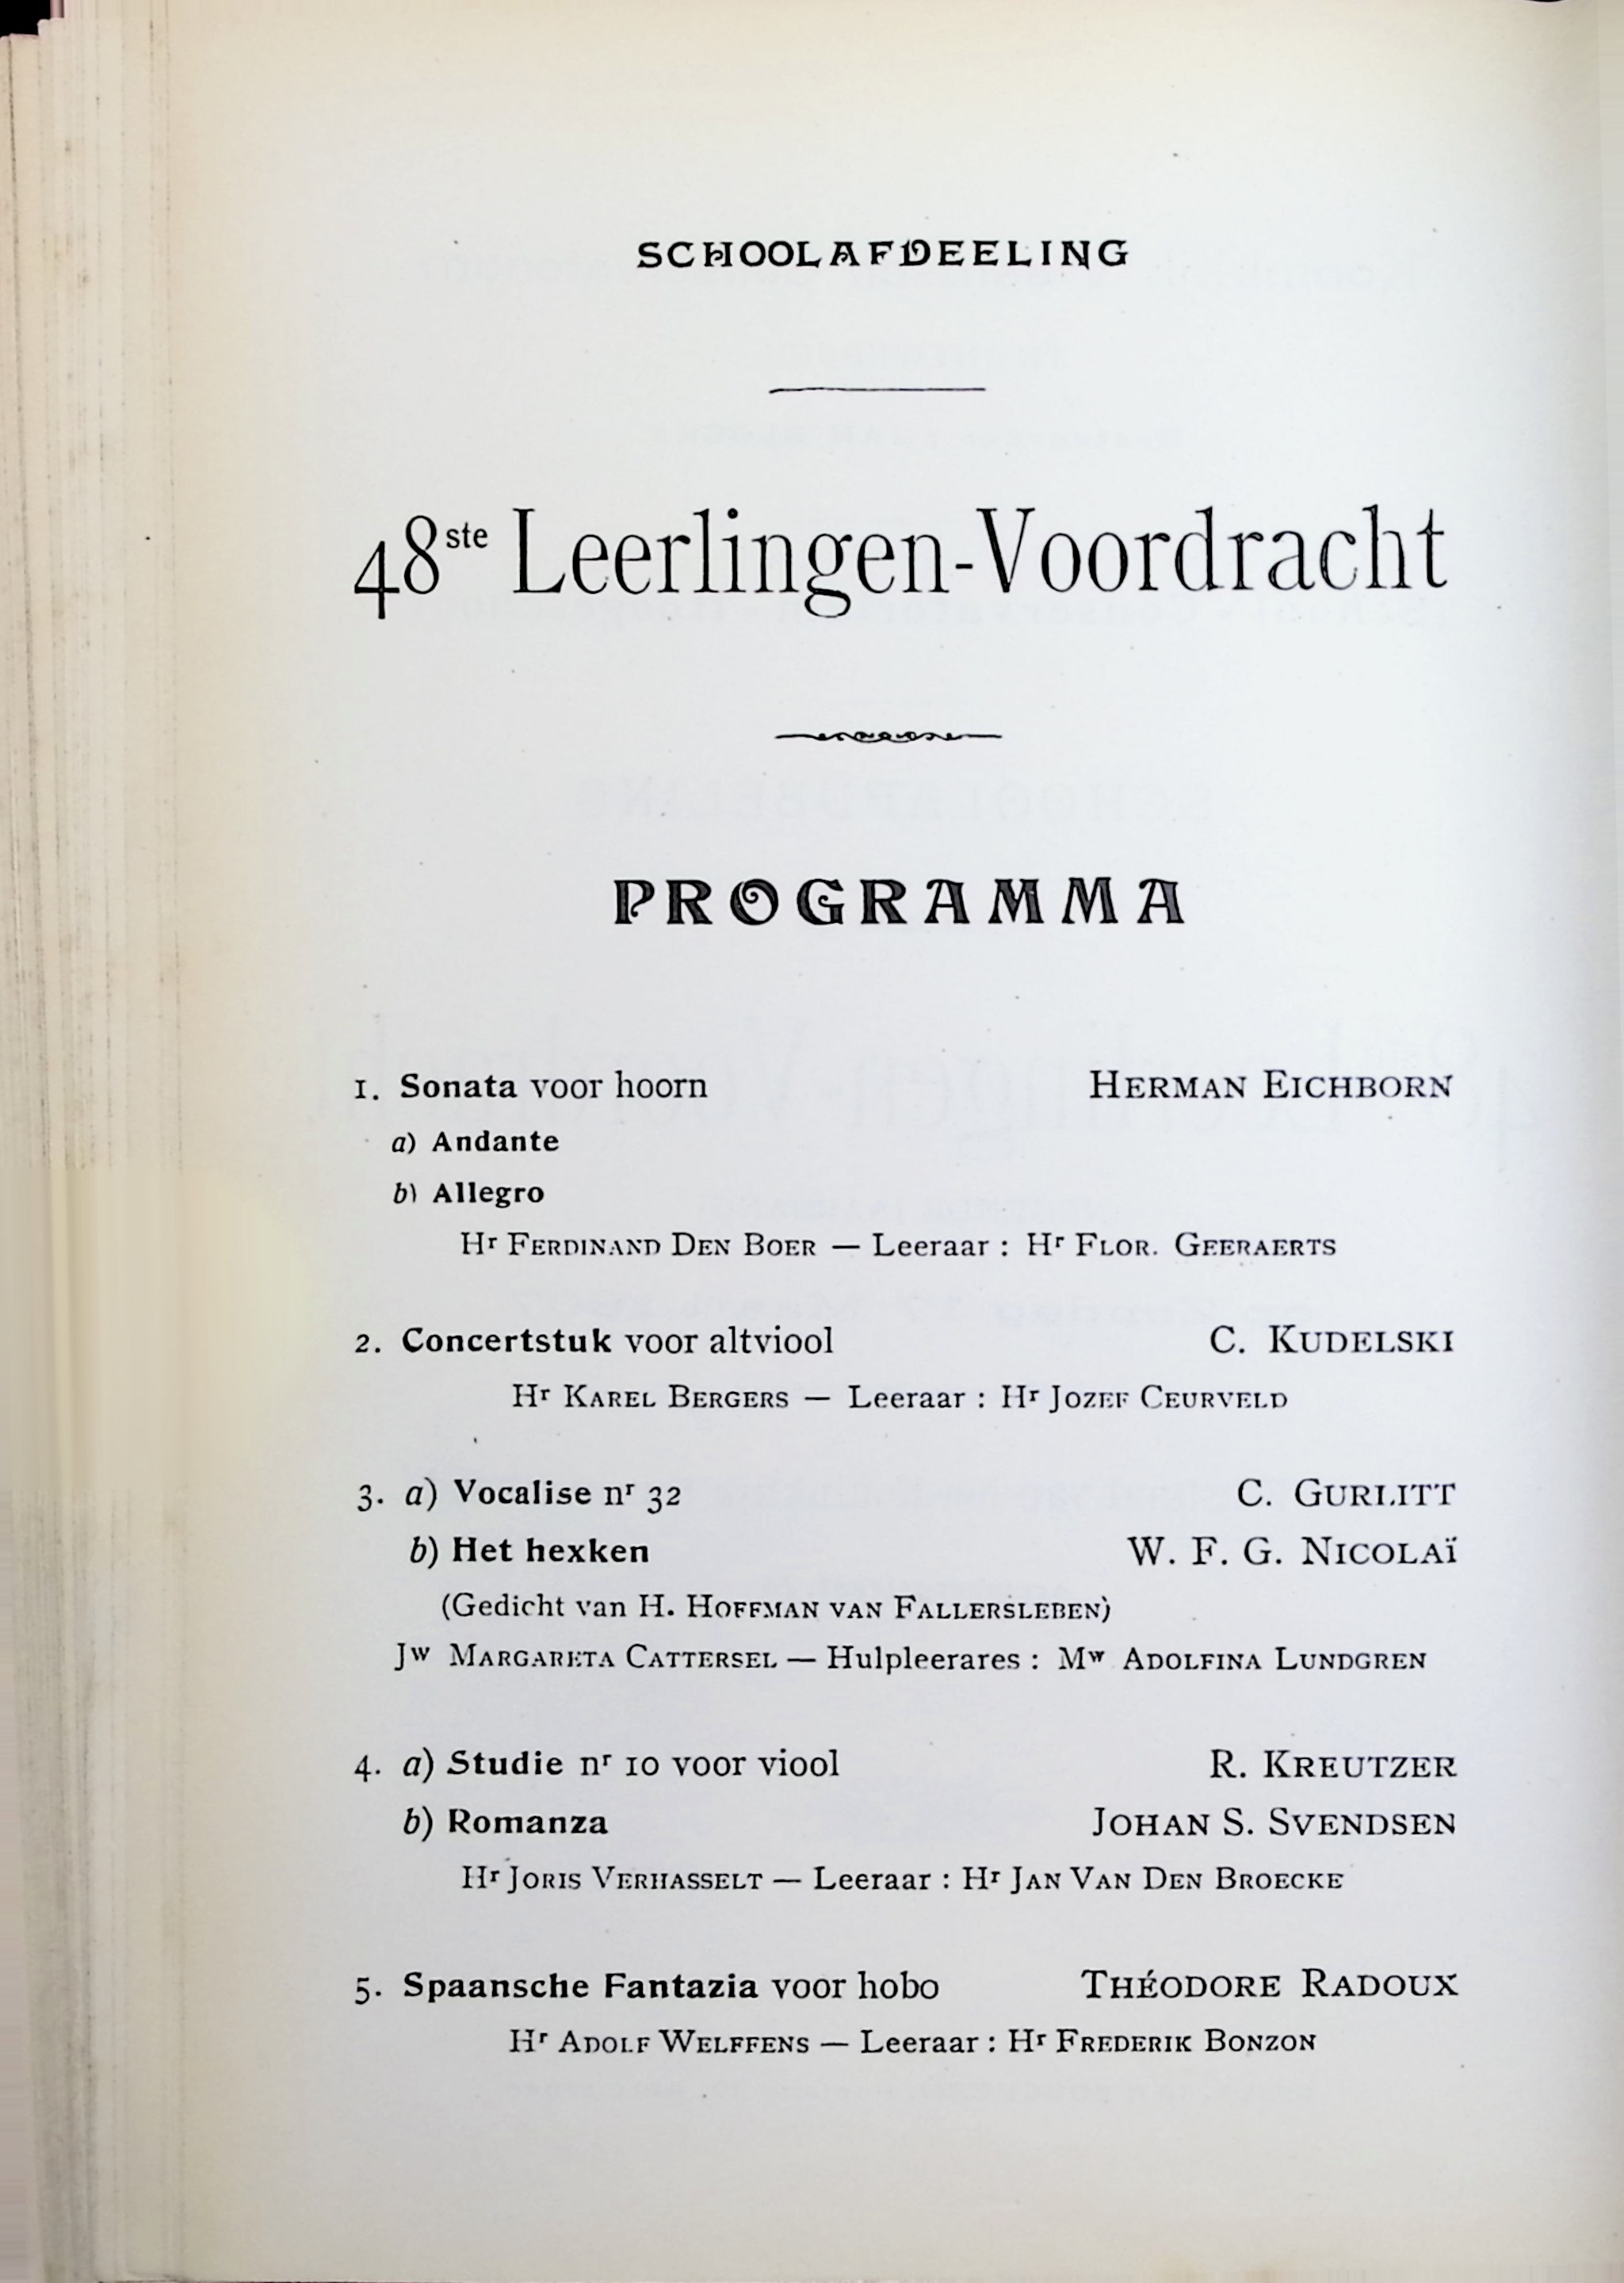 SCHOOLAFDEELING
48ste Leerlingen-Voordracht
PROGRAMMA
1. Sonata voor hoorn HERMAN EICHBORN
a) Andante
b) Allegro
Hr FERDINAND DEN BOER — Leeraar : Hr FLOR. GEERAERTS
2. Concertstuk voor altviool C. KUDELSKI
Hr KAREL BERGERS — Leeraar : Hr JOZEF CEURVELD
3. a) Vocalise nr 32 C. GURLITT
b) Het hexken W. F. G. NICOLAÏ
(Gedicht van H. HOFFMAN VAN FALLERSLEBEN)
Jw MARGARETA CATTERSEL — Hulpleerares : Mw ADOLFINA LUNDGREN
4. a) Studie nr 10 voor viool R. KREUTZER
b) Romanza JOHAN S. SVENDSEN
Hr JORIS VERHASSELT — Leeraar : Hr JAN VAN DEN BROECKE
5. Spaansche Fantazia voor hobo THÉODORE RADOUX
Hr ADOLF WELFFENS — Leeraar : Hr FREDERIK BONZON